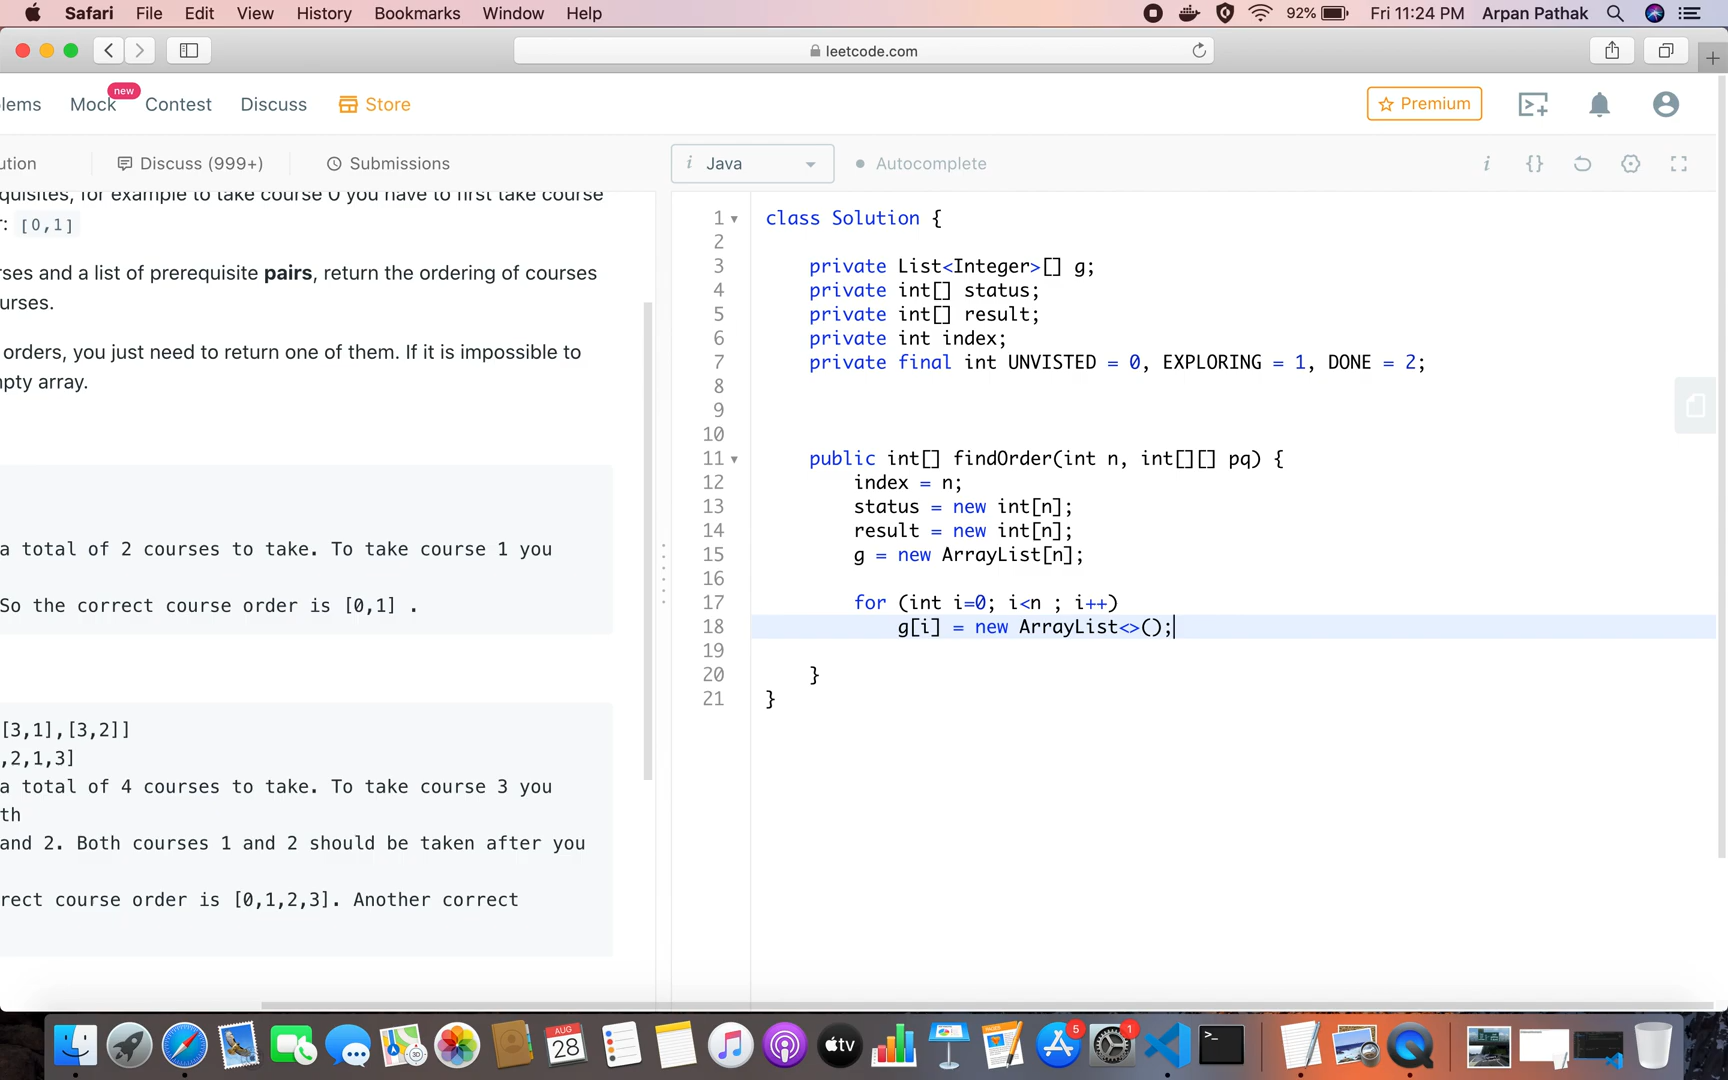 Safari File Edit View History Bookmarks Window Help 92% Fri 11:24 PM Arpan Pathak
leetcode.com
lems Mock new Contest Discuss Store Premium
ution Discuss (999+) Submissions i Java Autocomplete i {}
quisites, for example to take course 0 you have to first take course
r: [0,1]
rses and a list of prerequisite pairs, return the ordering of courses
urses.
orders, you just need to return one of them. If it is impossible to
npty array.
a total of 2 courses to take. To take course 1 you
So the correct course order is [0,1] .
[3,1],[3,2]]
,2,1,3]
a total of 4 courses to take. To take course 3 you
th
and 2. Both courses 1 and 2 should be taken after you
rect course order is [0,1,2,3]. Another correct
1 class Solution {
2
3 private List<Integer>[] g;
4 private int[] status;
5 private int[] result;
6 private int index;
7 private final int UNVISTED = 0, EXPLORING = 1, DONE = 2;
8
9
10
11 public int[] findOrder(int n, int[][] pq) {
12 index = n;
13 status = new int[n];
14 result = new int[n];
15 g = new ArrayList[n];
16
17 for (int i=0; i<n ; i++)
18 g[i] = new ArrayList<>();
19
20 }
21 }
3D AUG 28 tv 5 1 >_